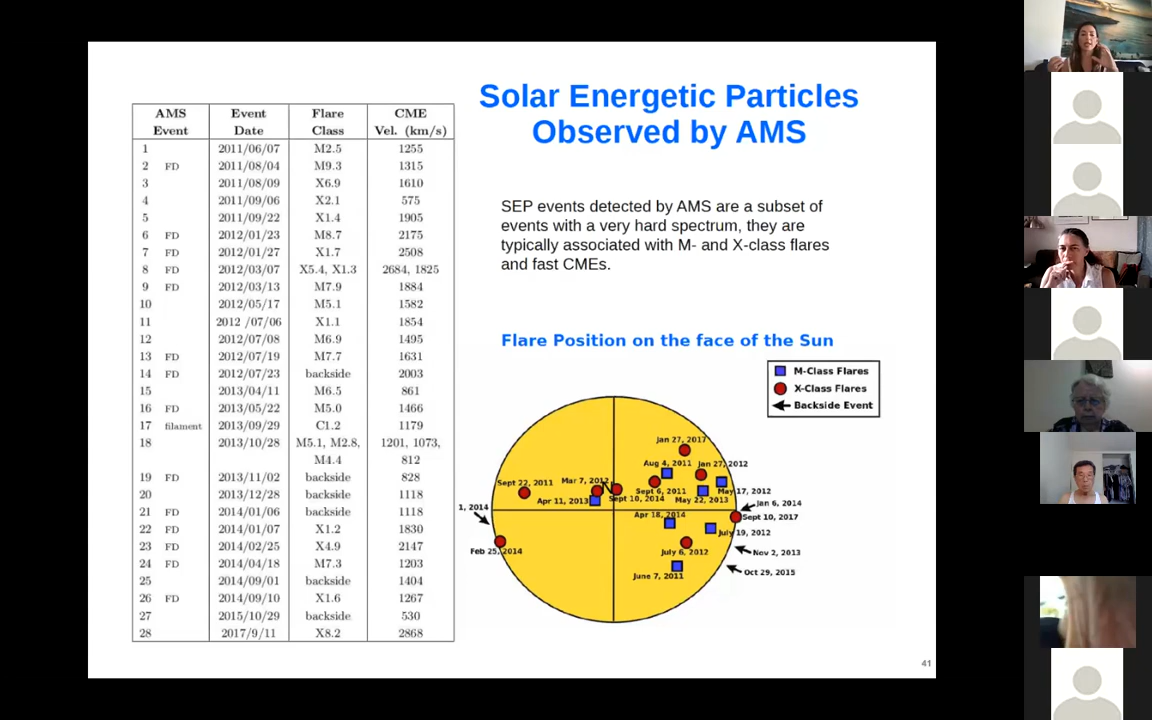 AMS Event Flare CME
Event Date Class Vel. (km/s)
1 2011/06/07 M2.5 1255
2 FD 2011/08/04 M9.3 1315
3 2011/08/09 X6.9 1610
4 2011/09/06 X2.1 575
5 2011/09/22 X1.4 1905
6 FD 2012/01/23 M8.7 2175
7 FD 2012/01/27 X1.7 2508
8 FD 2012/03/07 X5.4, X1.3 2684, 1825
9 FD 2012/03/13 M7.9 1884
10 2012/05/17 M5.1 1582
11 2012 /07/06 X1.1 1854
12 2012/07/08 M6.9 1495
13 FD 2012/07/19 M7.7 1631
14 FD 2012/07/23 backside 2003
15 2013/04/11 M6.5 861
16 FD 2013/05/22 M5.0 1466
17 filament 2013/09/29 C1.2 1179
18 2013/10/28 M5.1, M2.8, 1201, 1073,
M4.4 812
19 FD 2013/11/02 backside 828
20 2013/12/28 backside 1118
21 FD 2014/01/06 backside 1118
22 FD 2014/01/07 X1.2 1830
23 FD 2014/02/25 X4.9 2147
24 FD 2014/04/18 M7.3 1203
25 2014/09/01 backside 1404
26 FD 2014/09/10 X1.6 1267
27 2015/10/29 backside 530
28 2017/9/11 X8.2 2868
Solar Energetic Particles
Observed by AMS
SEP events detected by AMS are a subset of
events with a very hard spectrum, they are
typically associated with M- and X-class flares
and fast CMEs.
Flare Position on the face of the Sun
M-Class Flares
X-Class Flares
Backside Event
Jan 27, 2017
Aug 4, 2011
Jan 27, 2012
Sept 22, 2011
Mar 7, 2012
N
Sept 6, 2011
May 17, 2012
Apr 11, 2013
Sept 10, 2014
May 22, 2013
Jan 6, 2014
1, 2014
Apr 18, 2014
Sept 10, 2017
July 19, 2012
Feb 25, 2014
July 6, 2012
Nov 2, 2013
June 7, 2011
Oct 29, 2015
41